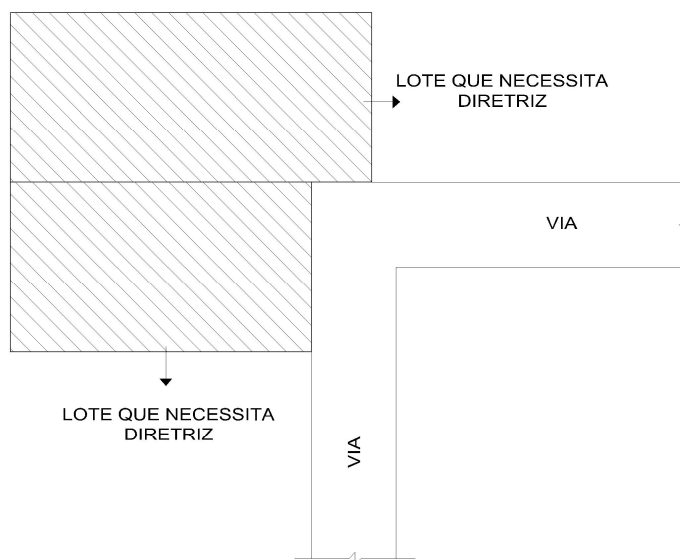 LOTE QUE NECESSITA
DIRETRIZ
VIA
LOTE QUE NECESSITA
DIRETRIZ
VIA